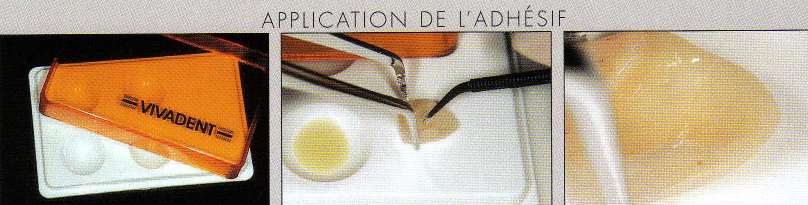 APPLICATION DE L'ADHÉSIF
VIVADENT